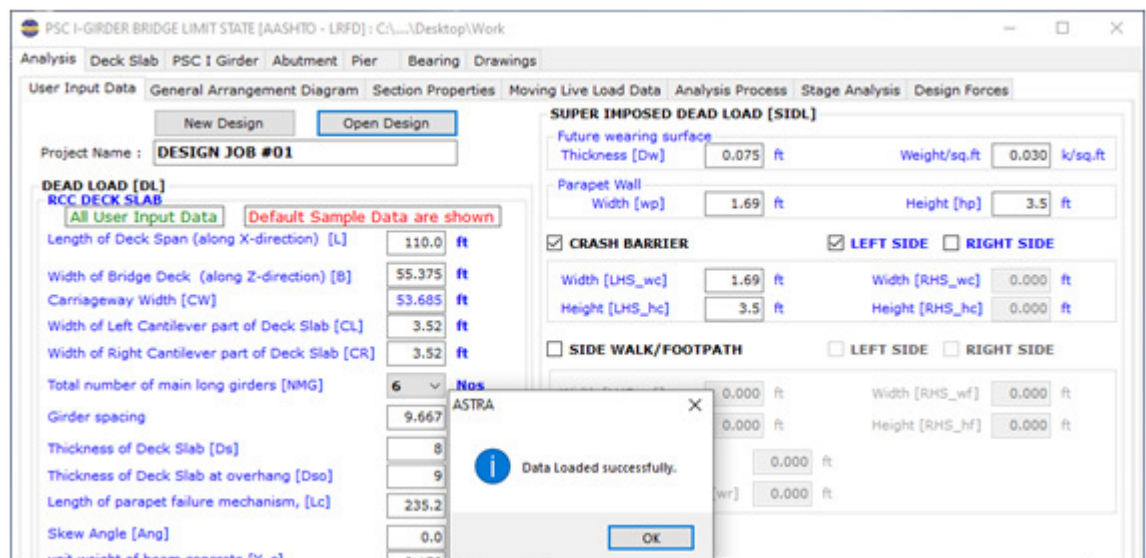 PSC I-GIRDER BRIDGE LIMIT STATE [AASHTO - LRFD] : C:\....\Desktop\Work
Analysis Deck Slab PSC I Girder Abutment Pier Bearing Drawings
User Input Data General Arrangement Diagram Section Properties Moving Live Load Data Analysis Process Stage Analysis Design Forces
New Design Open Design
Project Name : DESIGN JOB #01
DEAD LOAD [DL]
RCC DECK SLAB
All User Input Data Default Sample Data are shown
Length of Deck Span (along X-direction) [L] 110.0 ft
Width of Bridge Deck (along Z-direction) [B] 55.375 ft
Carriageway Width [CW] 53.685 ft
Width of Left Cantilever part of Deck Slab [CL] 3.52 ft
Width of Right Cantilever part of Deck Slab [CR] 3.52 ft
Total number of main long girders [NMG] 6 Nos
Girder spacing 9.667
Thickness of Deck Slab [Ds] 8
Thickness of Deck Slab at overhang [Dso] 9
Length of parapet failure mechanism, [Lc] 235.2
Skew Angle [Ang] 0.0
SUPER IMPOSED DEAD LOAD [SIDL]
Future wearing surface
Thickness [Dw] 0.075 ft Weight/sq.ft 0.030 k/sq.ft
Parapet Wall
Width [wp] 1.69 ft Height [hp] 3.5 ft
CRASH BARRIER LEFT SIDE RIGHT SIDE
Width [LHS_wc] 1.69 ft Width [RHS_wc] 0.000 ft
Height [LHS_hc] 3.5 ft Height [RHS_hc] 0.000 ft
SIDE WALK/FOOTPATH LEFT SIDE RIGHT SIDE
0.000 ft Width [RHS_wf] 0.000 ft
0.000 ft Height [RHS_hf] 0.000 ft
0.000 ft
[wr] 0.000 ft
ASTRA
Data Loaded successfully.
OK